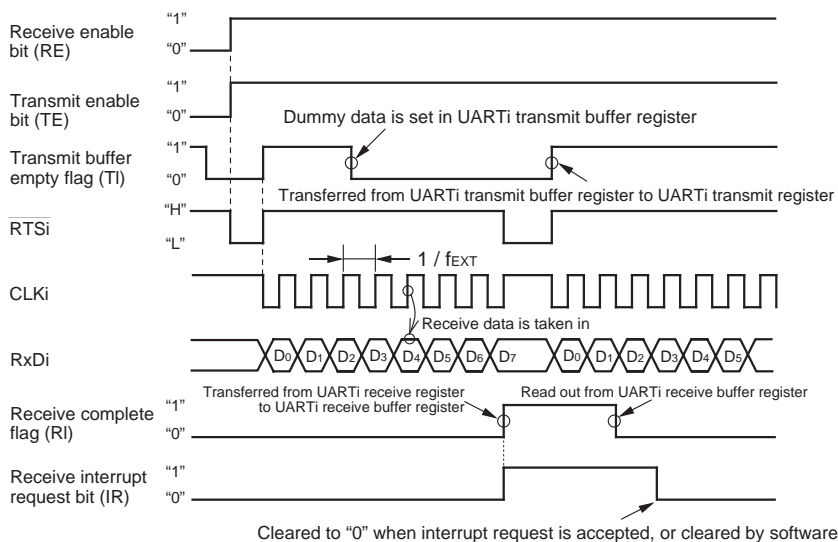 Receive enable
bit (RE)
“1”
“0”
Transmit enable
bit (TE)
“1”
“0”
Dummy data is set in UARTi transmit buffer register
Transmit buffer
empty flag (Tl)
“1”
“0”
Transferred from UARTi transmit buffer register to UARTi transmit register
RTSi
“H”
“L”
1 / fEXT
CLKi
Receive data is taken in
RxDi
D0 D1 D2 D3 D4 D5 D6 D7 D0 D1 D2 D3 D4 D5
Transferred from UARTi receive register
to UARTi receive buffer register
Read out from UARTi receive buffer register
Receive complete
flag (Rl)
“1”
“0”
Receive interrupt
request bit (IR)
“1”
“0”
Cleared to “0” when interrupt request is accepted, or cleared by software